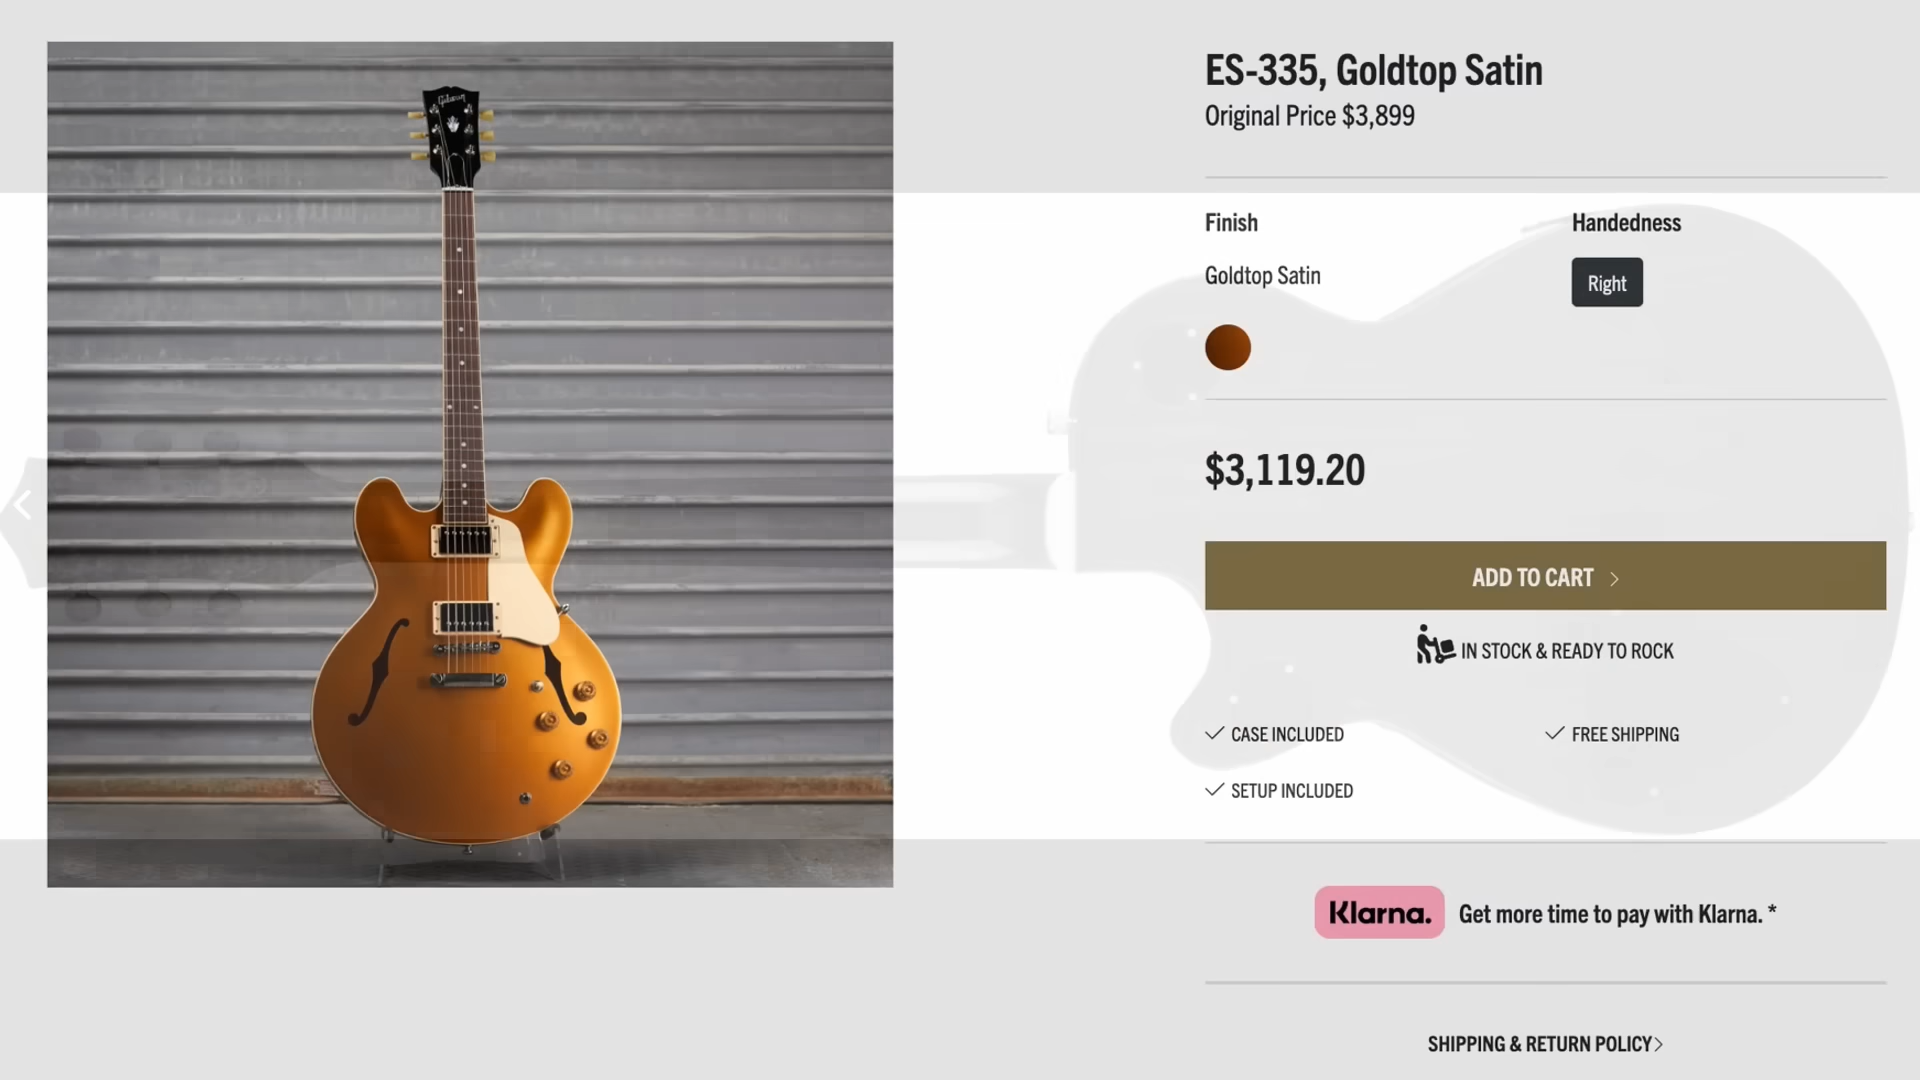 Gibson
ES-335, Goldtop Satin
Original Price $3,899
Finish
Handedness
Goldtop Satin
Right
$3,119.20
ADD TO CART
IN STOCK & READY TO ROCK
CASE INCLUDED
FREE SHIPPING
SETUP INCLUDED
Klarna.
Get more time to pay with Klarna. *
SHIPPING & RETURN POLICY